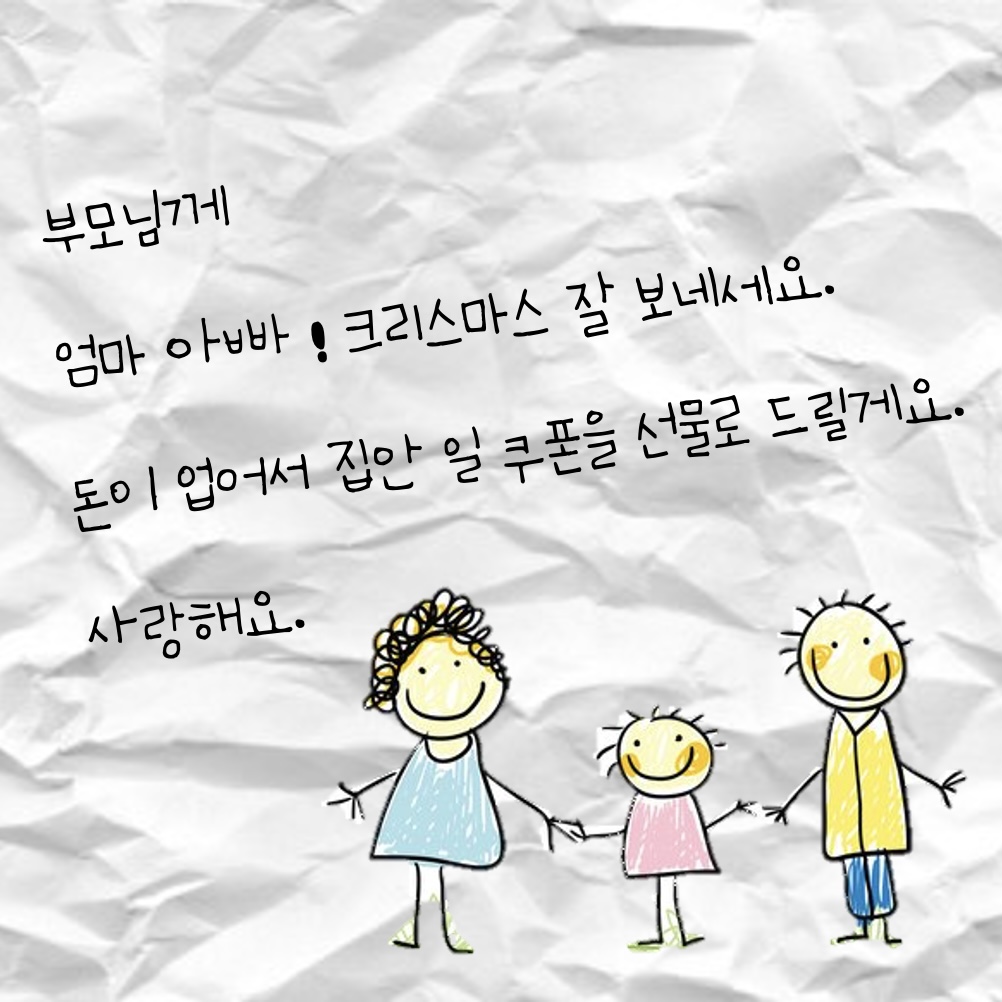 부모님께
엄마 아빠 ! 크리스마스 잘 보네세요.
돈이 업어서 집안 일 쿠폰을 선물로 드릴게요.
사랑해요.